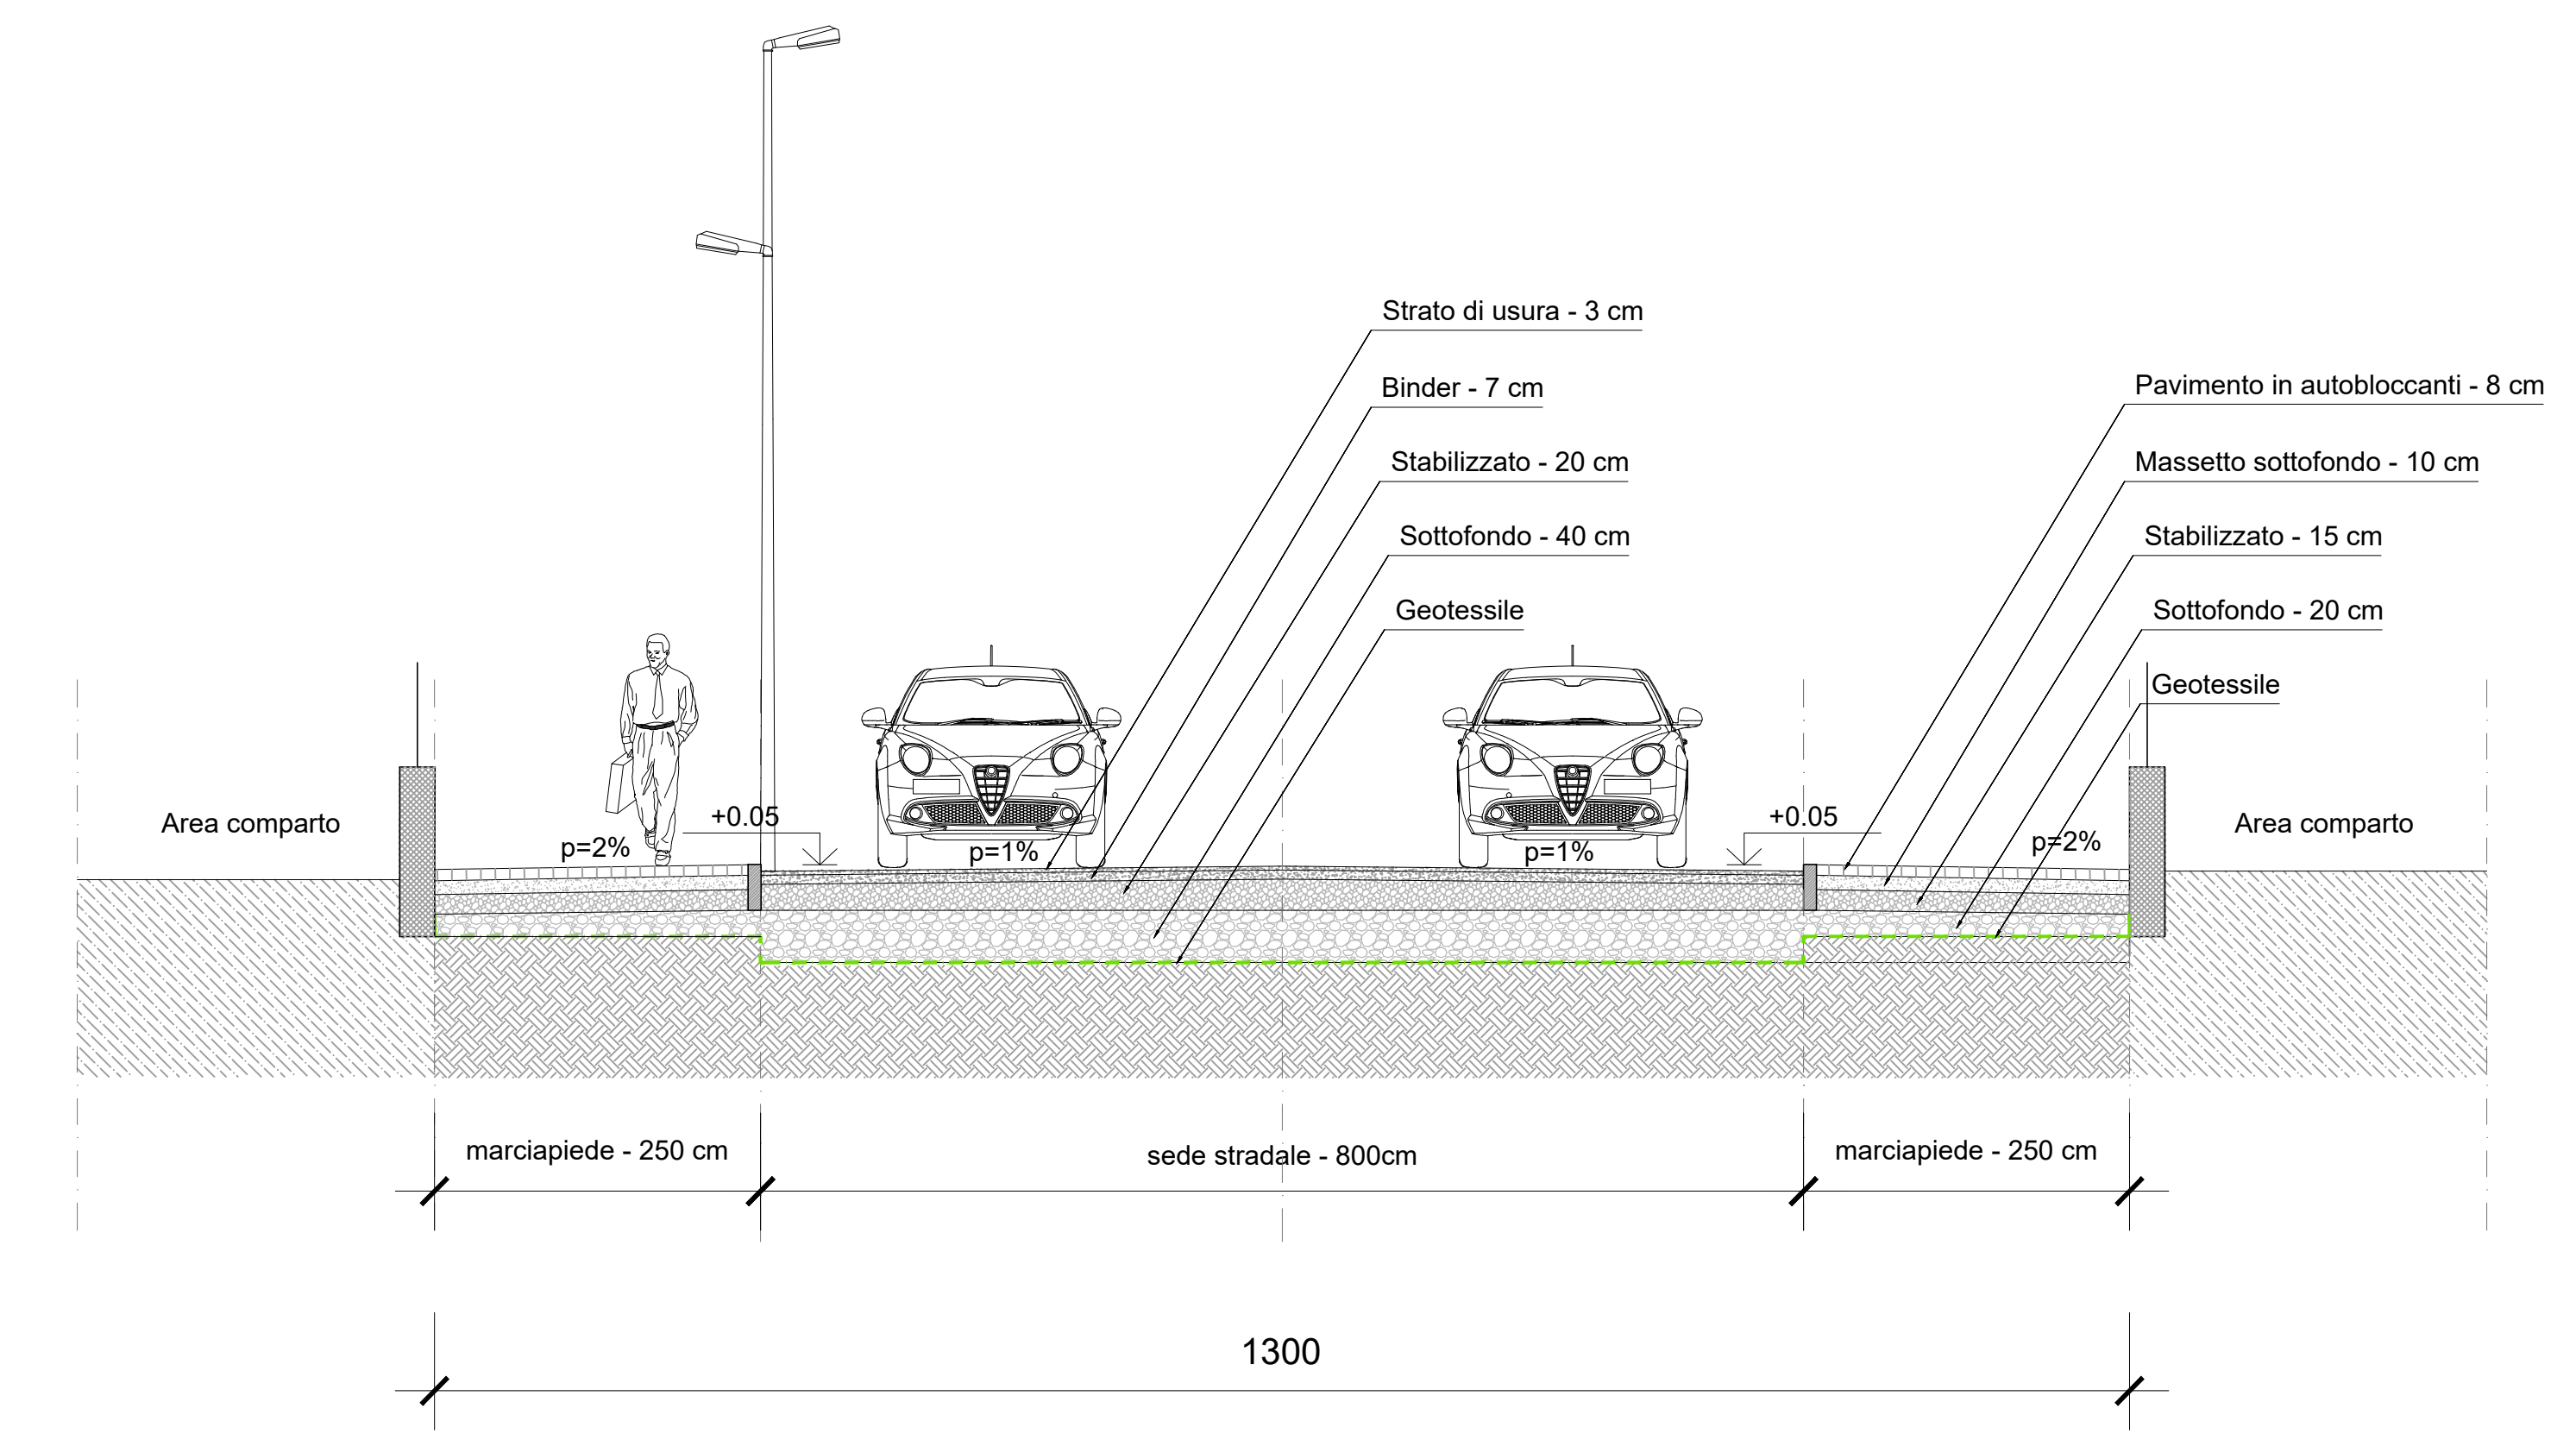 Strato di usura - 3 cm
Binder - 7 cm
Stabilizzato - 20 cm
Sottofondo - 40 cm
Geotessile
Pavimento in autobloccanti - 8 cm
Massetto sottofondo - 10 cm
Stabilizzato - 15 cm
Sottofondo - 20 cm
Geotessile
Area comparto
p=2%
+0.05
p=1%
p=1%
+0.05
p=2%
Area comparto
marciapiede - 250 cm
sede stradale - 800cm
marciapiede - 250 cm
1300